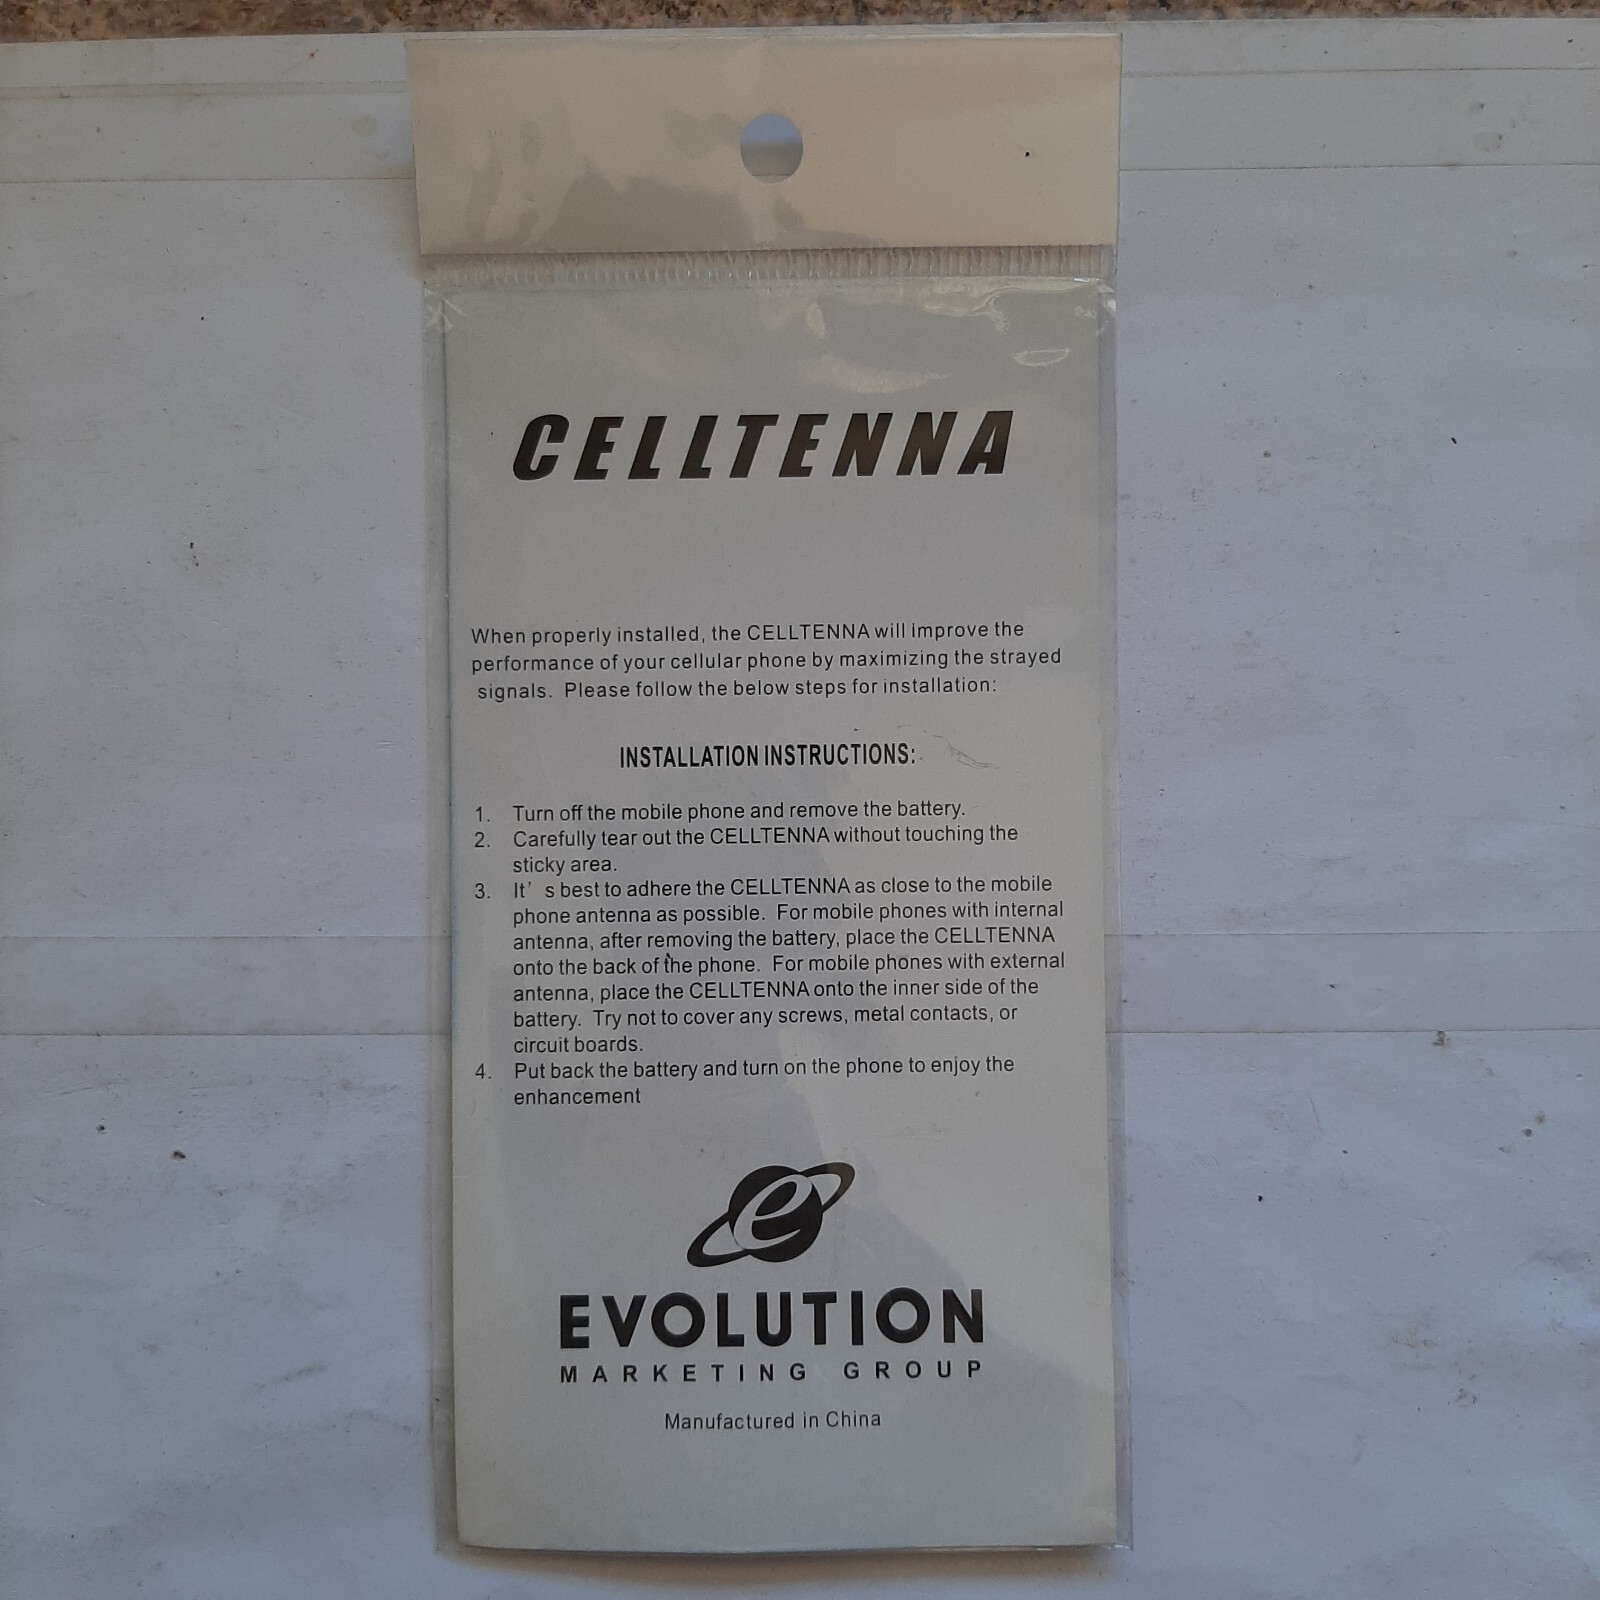 CELLTENNA
When properly installed, the CELLTENNA will improve the
performance of your cellular phone by maximizing the strayed
signals. Please follow the below steps for installation:
INSTALLATION INSTRUCTIONS:
1. Turn off the mobile phone and remove the battery.
2. Carefully tear out the CELLTENNA without touching the
sticky area.
3. It's best to adhere the CELLTENNA as close to the mobile
phone antenna as possible. For mobile phones with internal
antenna, after removing the battery, place the CELLTENNA
onto the back of the phone. For mobile phones with external
antenna, place the CELLTENNA onto the inner side of the
battery. Try not to cover any screws, metal contacts, or
circuit boards.
4. Put back the battery and turn on the phone to enjoy the
enhancement
e
EVOLUTION
MARKETING GROUP
Manufactured in China